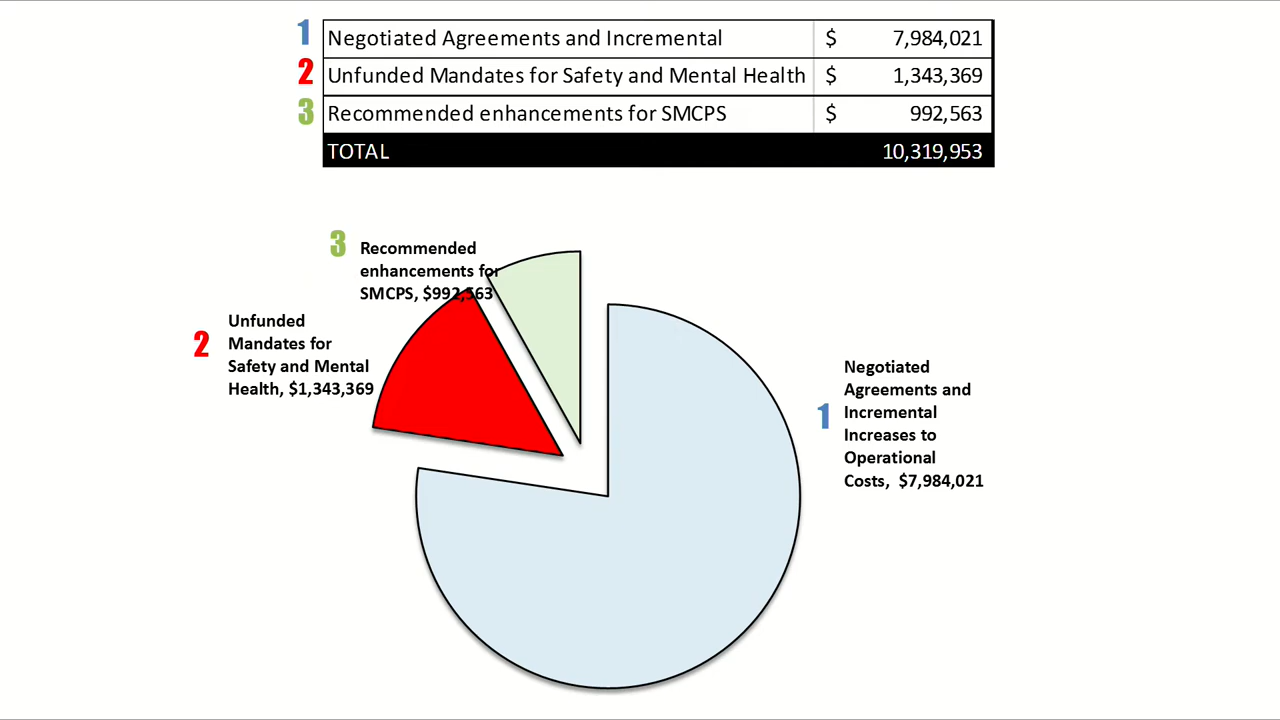 1 Negotiated Agreements and Incremental $ 7,984,021
2 Unfunded Mandates for Safety and Mental Health $ 1,343,369
3 Recommended enhancements for SMCPS $ 992,563
TOTAL 10,319,953
3 Recommended
enhancements for
SMCPS, $992,563
Unfunded
2 Mandates for
Safety and Mental
Health, $1,343,369
Negotiated
Agreements and
1 Incremental
Increases to
Operational
Costs, $7,984,021